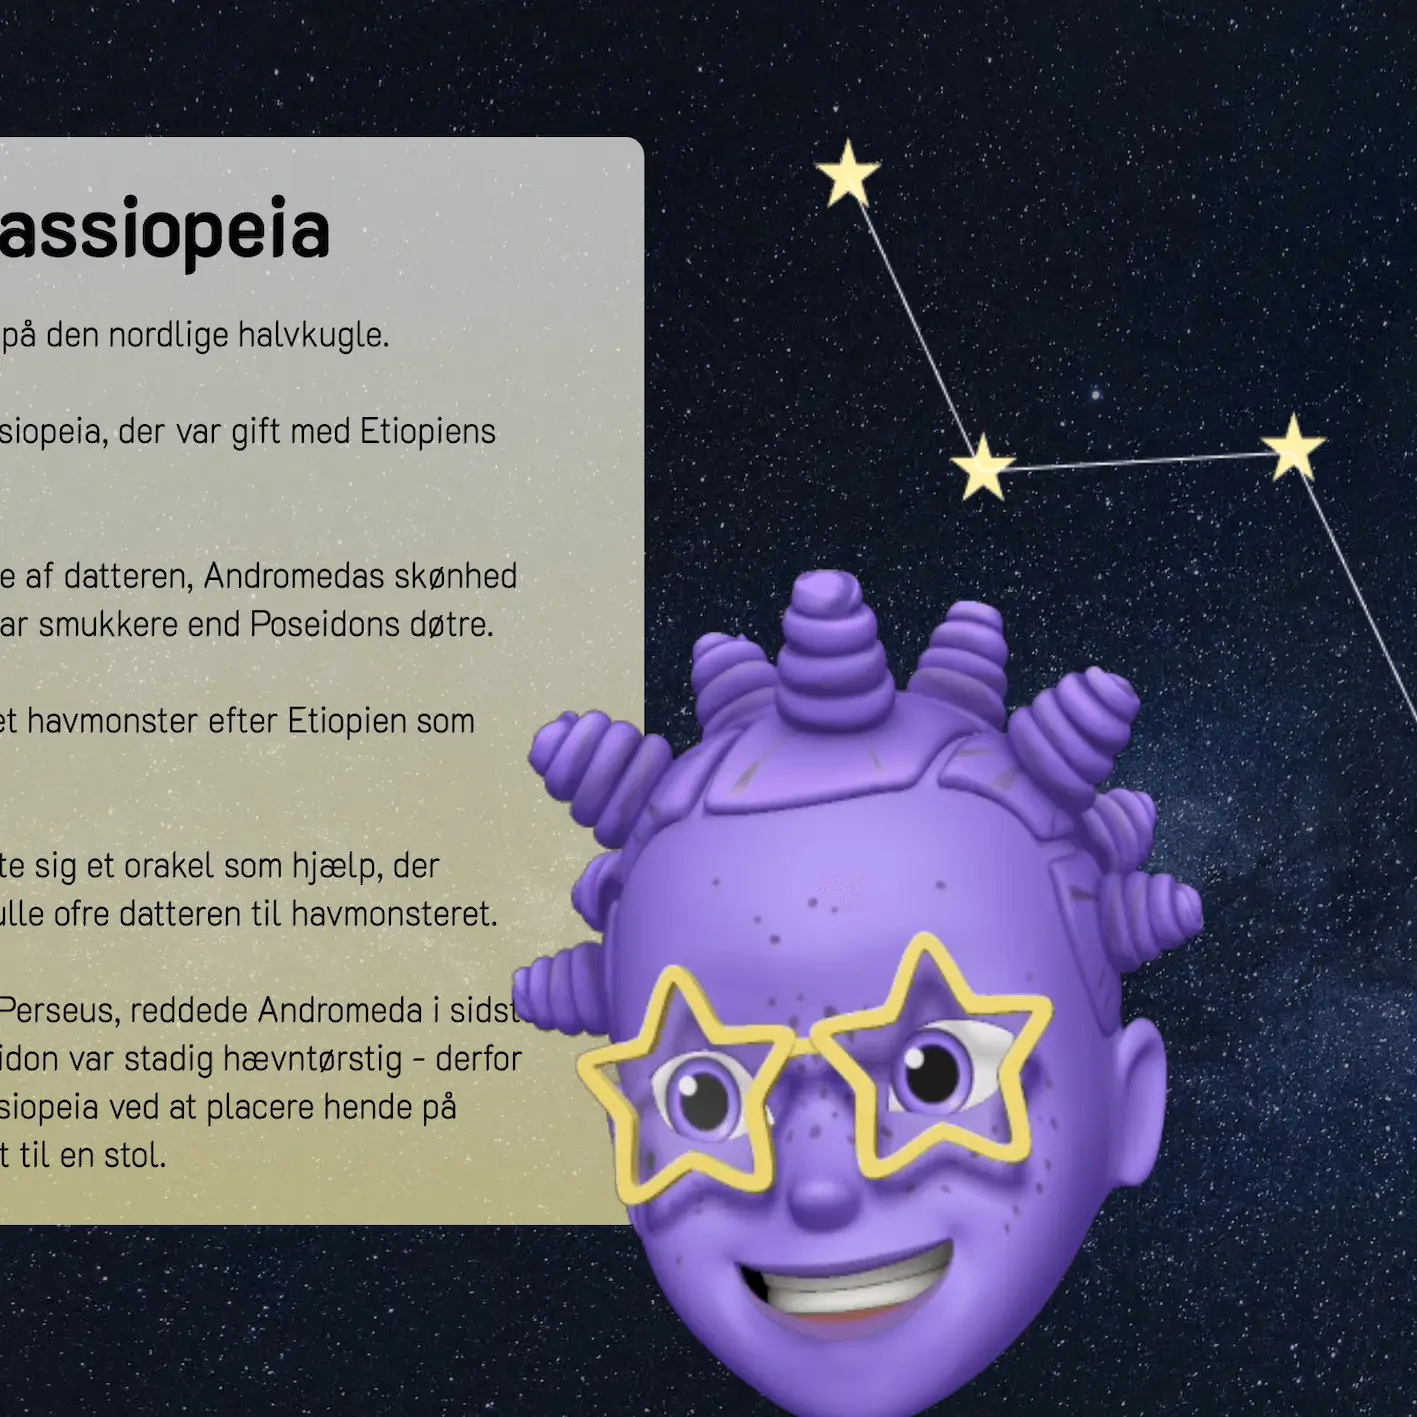 assiopeia
på den nordlige halvkugle.
siopeia, der var gift med Etiopiens
e af datteren, Andromedas skønhed
ar smukkere end Poseidons døtre.
et havmonster efter Etiopien som
te sig et orakel som hjælp, der
ulle ofre datteren til havmonsteret.
Perseus, reddede Andromeda i sidst
idon var stadig hævntørstig - derfor
siopeia ved at placere hende på
t til en stol.